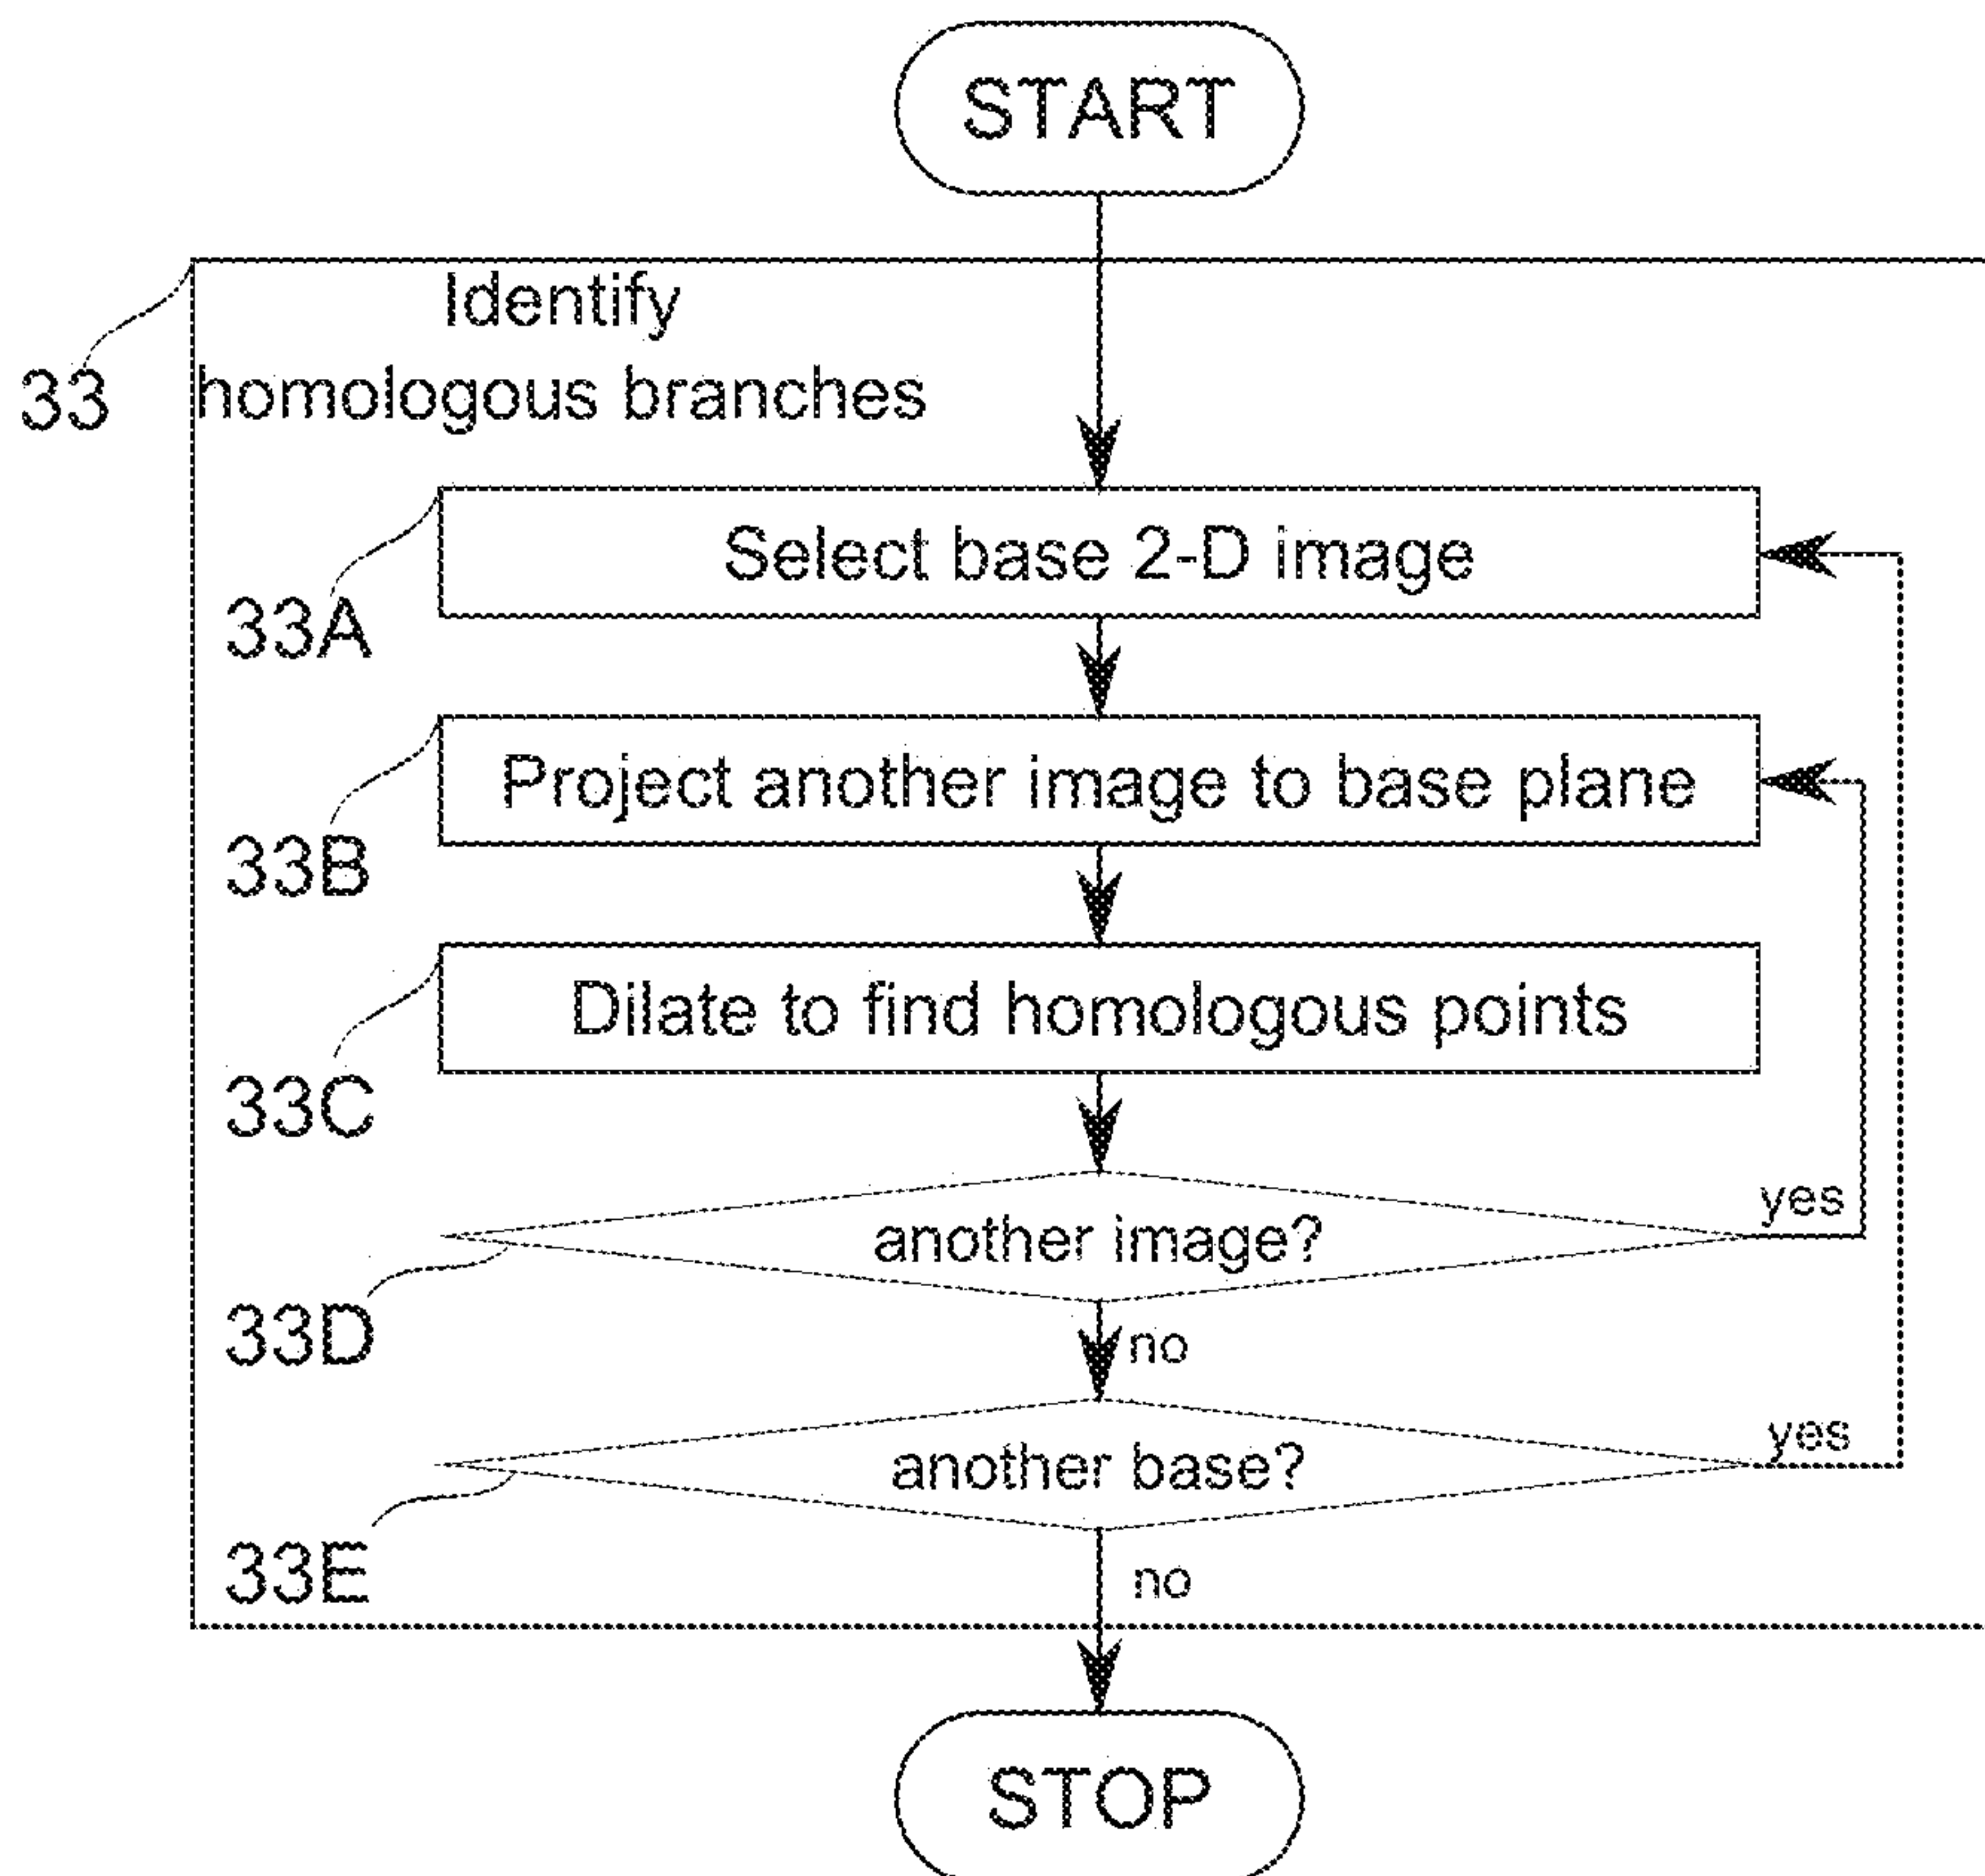 START
Identify
33 homologous branches
Select base 2-D image
33A
Project another image to base plane
33B
Dilate to find homologous points
33C
yes
another image?
33D
no
yes
another base?
33E
no
STOP